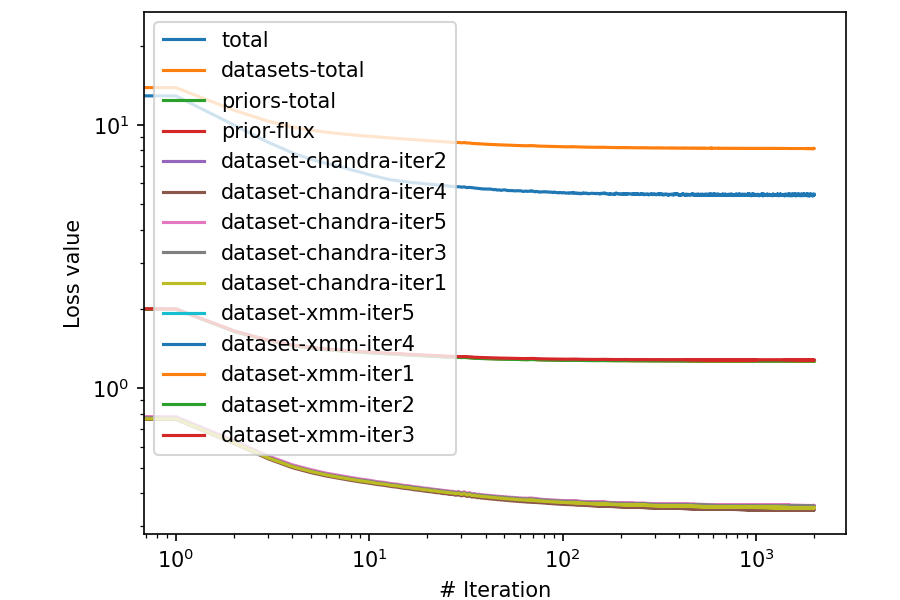 total
datasets-total
priors-total
prior-flux
dataset-chandra-iter2
dataset-chandra-iter4
dataset-chandra-iter5
dataset-chandra-iter3
dataset-chandra-iter1
dataset-xmm-iter5
dataset-xmm-iter4
dataset-xmm-iter1
dataset-xmm-iter2
dataset-xmm-iter3
Loss value
10¹
10⁰
10⁰ 10¹ 10² 10³
# Iteration